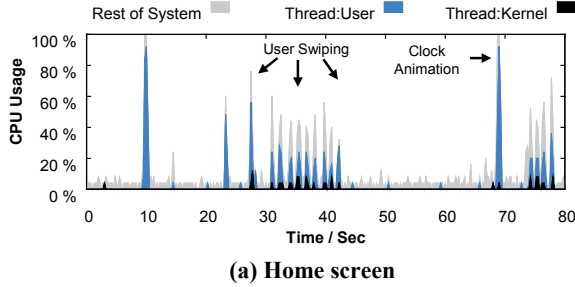 Rest of System Thread:User Thread:Kernel
100 %
80 %
60 %
40 %
20 %
0 %
CPU Usage
User Swiping
Clock
Animation
0 10 20 30 40 50 60 70 80
Time / Sec
(a) Home screen